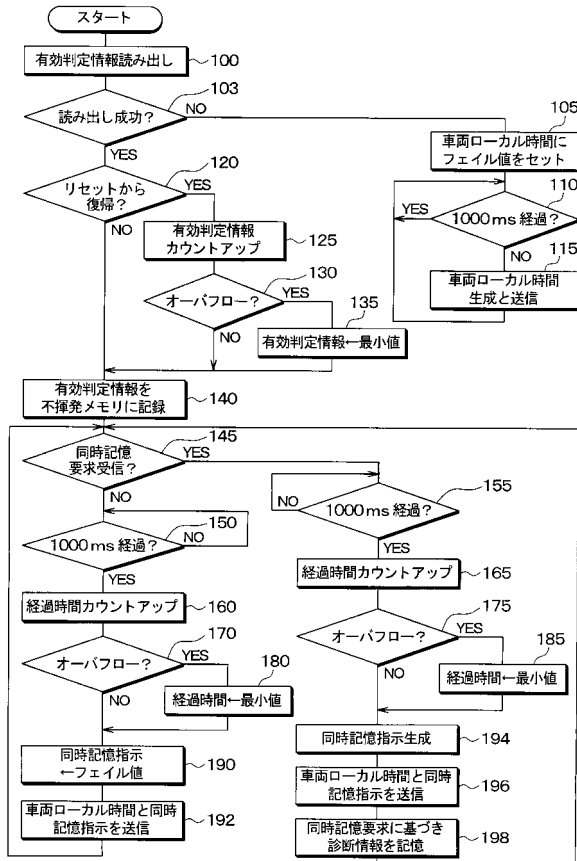 スタート
有効判定情報読み出し
100
103
読み出し成功？
NO
YES
105
車両ローカル時間に
フェイル値をセット
110
YES
1000ms 経過？
NO
115
車両ローカル時間
生成と送信
120
リセットから
復帰？
YES
NO
有効判定情報
カウントアップ
125
130
オーバフロー？
YES
NO
135
有効判定情報←最小値
有効判定情報を
不揮発メモリに記録
140
145
同時記憶
要求受信？
YES
NO
150
1000ms 経過？
NO
YES
経過時間カウントアップ
160
170
オーバフロー？
YES
NO
180
経過時間←最小値
同時記憶指示
←フェイル値
190
車両ローカル時間と同時
記憶指示を送信
192
155
NO
1000ms 経過？
YES
経過時間カウントアップ
165
175
オーバフロー？
YES
NO
185
経過時間←最小値
同時記憶指示生成
194
車両ローカル時間と同時
記憶指示を送信
196
同時記憶要求に基づき
診断情報を記憶
198